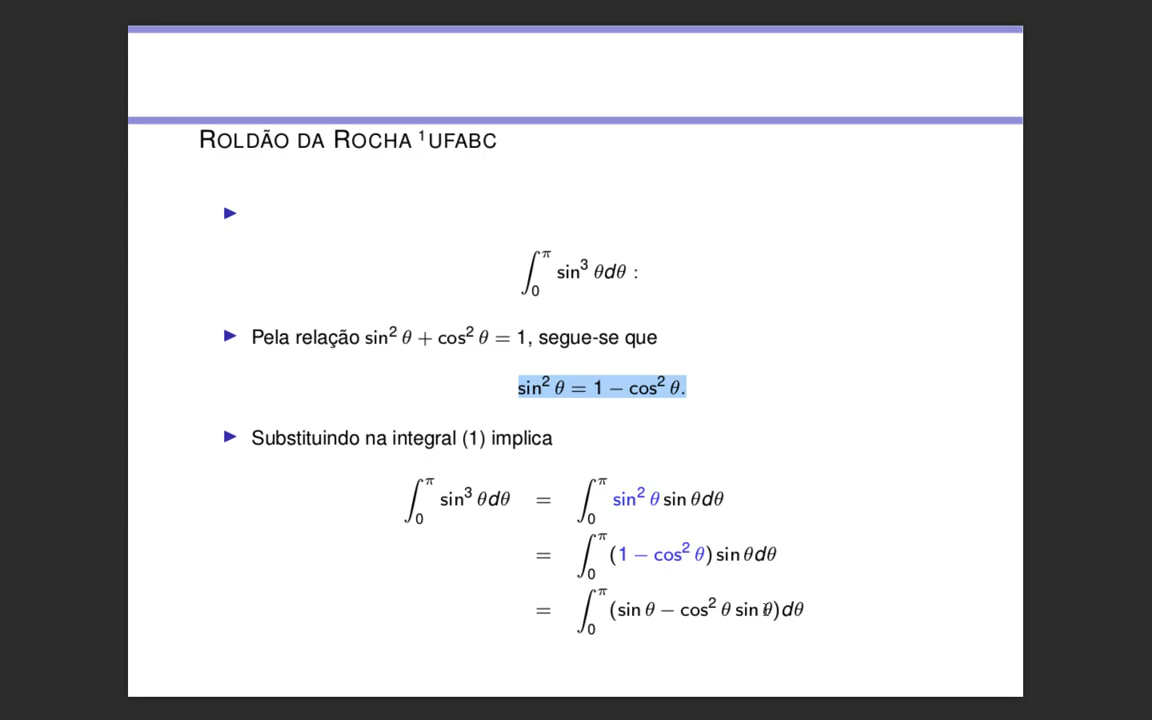 ROLDÃO DA ROCHA ¹UFABC
▶
∫₀^π sin³ θdθ :
▶ Pela relação sin² θ + cos² θ = 1, segue-se que
sin² θ = 1 − cos² θ.
▶ Substituindo na integral (1) implica
∫₀^π sin³ θdθ = ∫₀^π sin² θ sin θdθ
= ∫₀^π (1 − cos² θ) sin θdθ
= ∫₀^π (sin θ − cos² θ sin θ)dθ